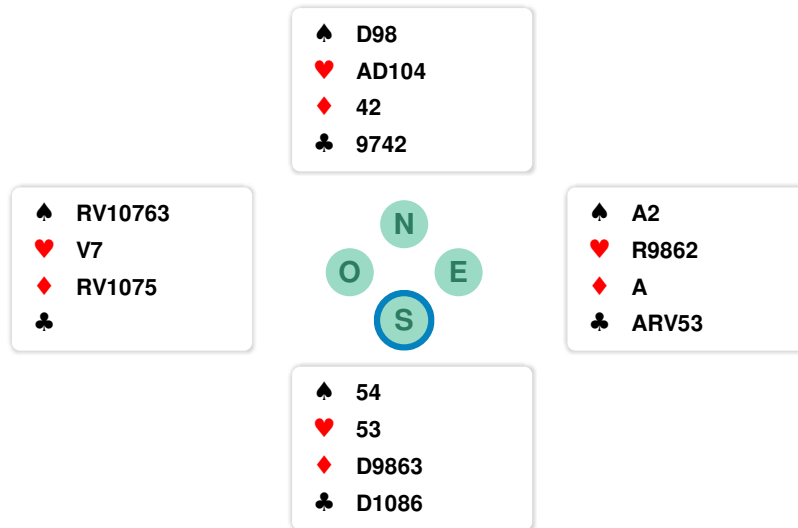 ♠ D98
♥ AD104
♦ 42
♣ 9742
♠ RV10763
♥ V7
♦ RV1075
♣
N
O E
S
♠ A2
♥ R9862
♦ A
♣ ARV53
♠ 54
♥ 53
♦ D9863
♣ D1086